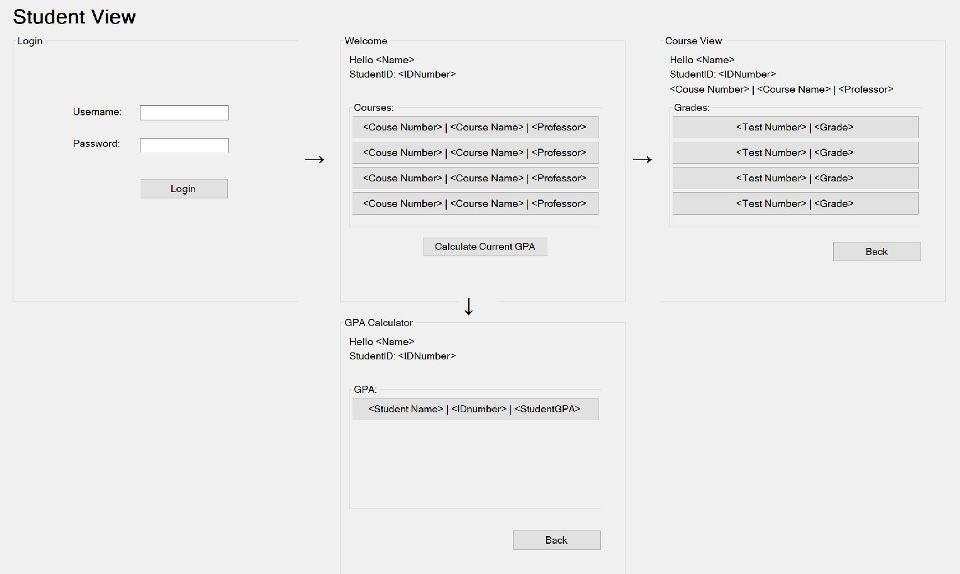 Student View
Login
Username:
Password:
Login
→
Welcome
Hello <Name>
StudentID: <IDNumber>
Courses:
<Couse Number> | <Course Name> | <Professor>
<Couse Number> | <Course Name> | <Professor>
<Couse Number> | <Course Name> | <Professor>
<Couse Number> | <Course Name> | <Professor>
Calculate Current GPA
→
Course View
Hello <Name>
StudentID: <IDNumber>
<Couse Number> | <Course Name> | <Professor>
Grades:
<Test Number> | <Grade>
<Test Number> | <Grade>
<Test Number> | <Grade>
<Test Number> | <Grade>
Back
↓
GPA Calculator
Hello <Name>
StudentID: <IDNumber>
GPA:
<Student Name> | <IDnumber> | <StudentGPA>
Back